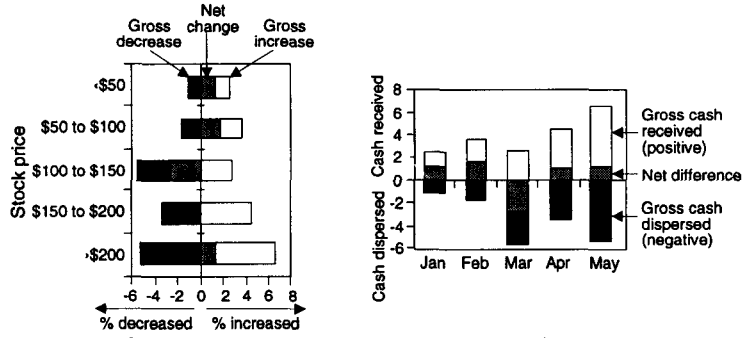 Gross
decrease
Net
change
Gross
increase
Stock price
‹$50
$50 to $100
$100 to $150
$150 to $200
›$200
-6 -4 -2 0 2 4 6 8
% decreased % increased
Cash received
Cash dispersed
8
6
4
2
0
-2
-4
-6
Jan Feb Mar Apr May
Gross cash
received
(positive)
Net difference
Gross cash
dispersed
(negative)